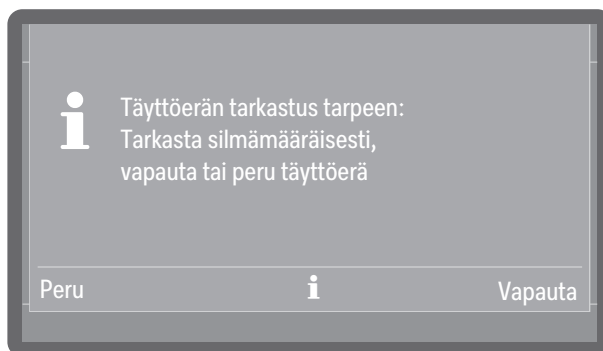 Täyttöerän tarkastus tarpeen:
Tarkasta silmämääräisesti,
vapauta tai peru täyttöerä
Peru i Vapauta